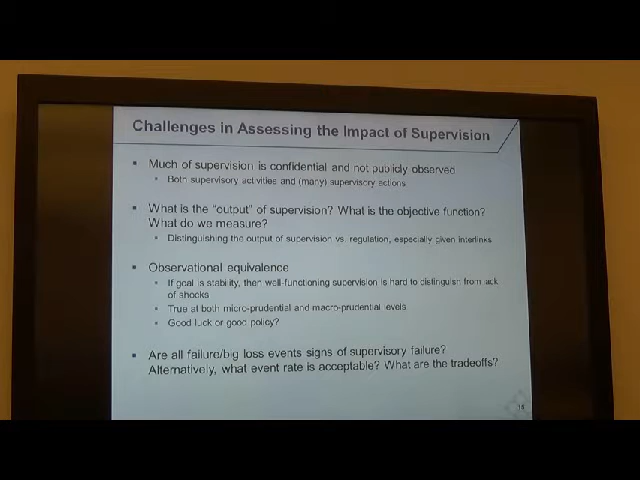 Challenges in Assessing the Impact of Supervision
Much of supervision is confidential and not publicly observed
Both supervisory activities and (many) supervisory actions
What is the "output" of supervision? What is the objective function?
What do we measure?
Distinguishing the output of supervision vs. regulation, especially given interlinks
Observational equivalence
If goal is stability, then well-functioning supervision is hard to distinguish from lack
of shocks
True at both micro-prudential and macro-prudential levels
Good luck or good policy?
Are all failure/big loss events signs of supervisory failure?
Alternatively, what event rate is acceptable? What are the tradeoffs?